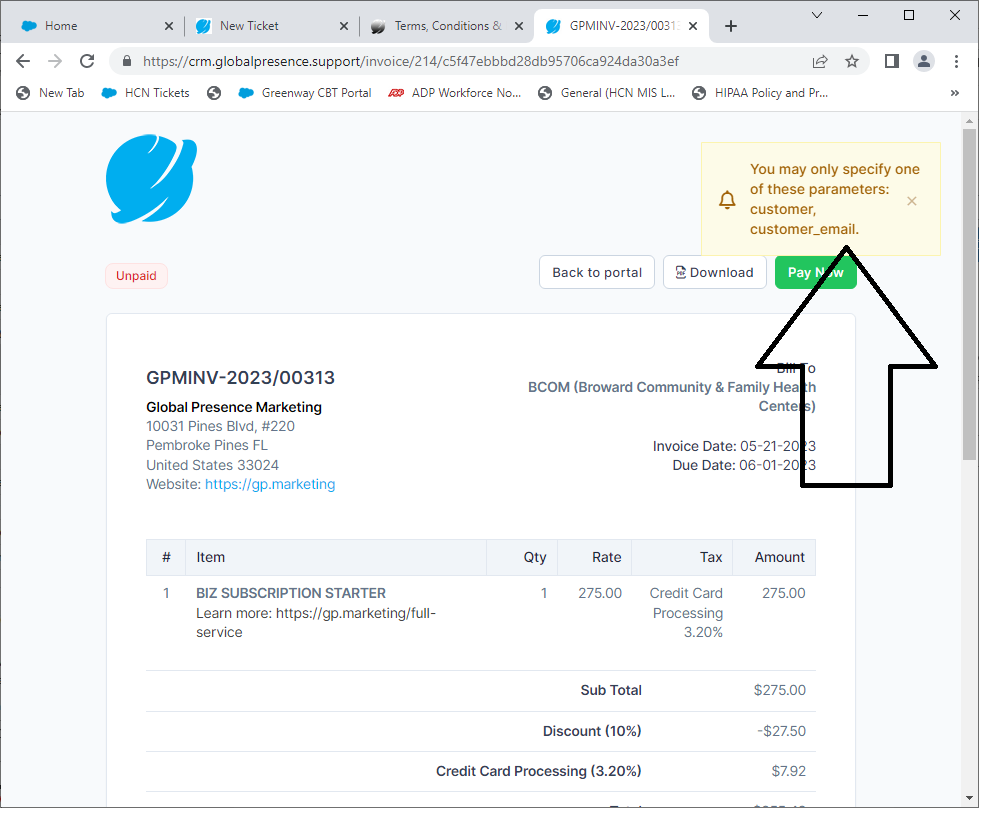 Home
New Ticket
Terms, Conditions &
GPMINV-2023/00313
https://crm.globalpresence.support/invoice/214/c5f47ebbbd28db95706ca924da30a3ef
New Tab
HCN Tickets
Greenway CBT Portal
ADP Workforce No...
General (HCN MIS L...
HIPAA Policy and Pr...
»
You may only specify one
of these parameters:
customer,
customer_email.
Unpaid
Back to portal
Download
Pay Now
GPMINV-2023/00313
Global Presence Marketing
10031 Pines Blvd, #220
Pembroke Pines FL
United States 33024
Website: https://gp.marketing
Bill To
BCOM (Broward Community & Family Health
Centers)
Invoice Date: 05-21-2023
Due Date: 06-01-2023
# Item Qty Rate Tax Amount
1 BIZ SUBSCRIPTION STARTER 1 275.00 Credit Card 275.00
Learn more: https://gp.marketing/full- Processing
service 3.20%
Sub Total $275.00
Discount (10%) -$27.50
Credit Card Processing (3.20%) $7.92